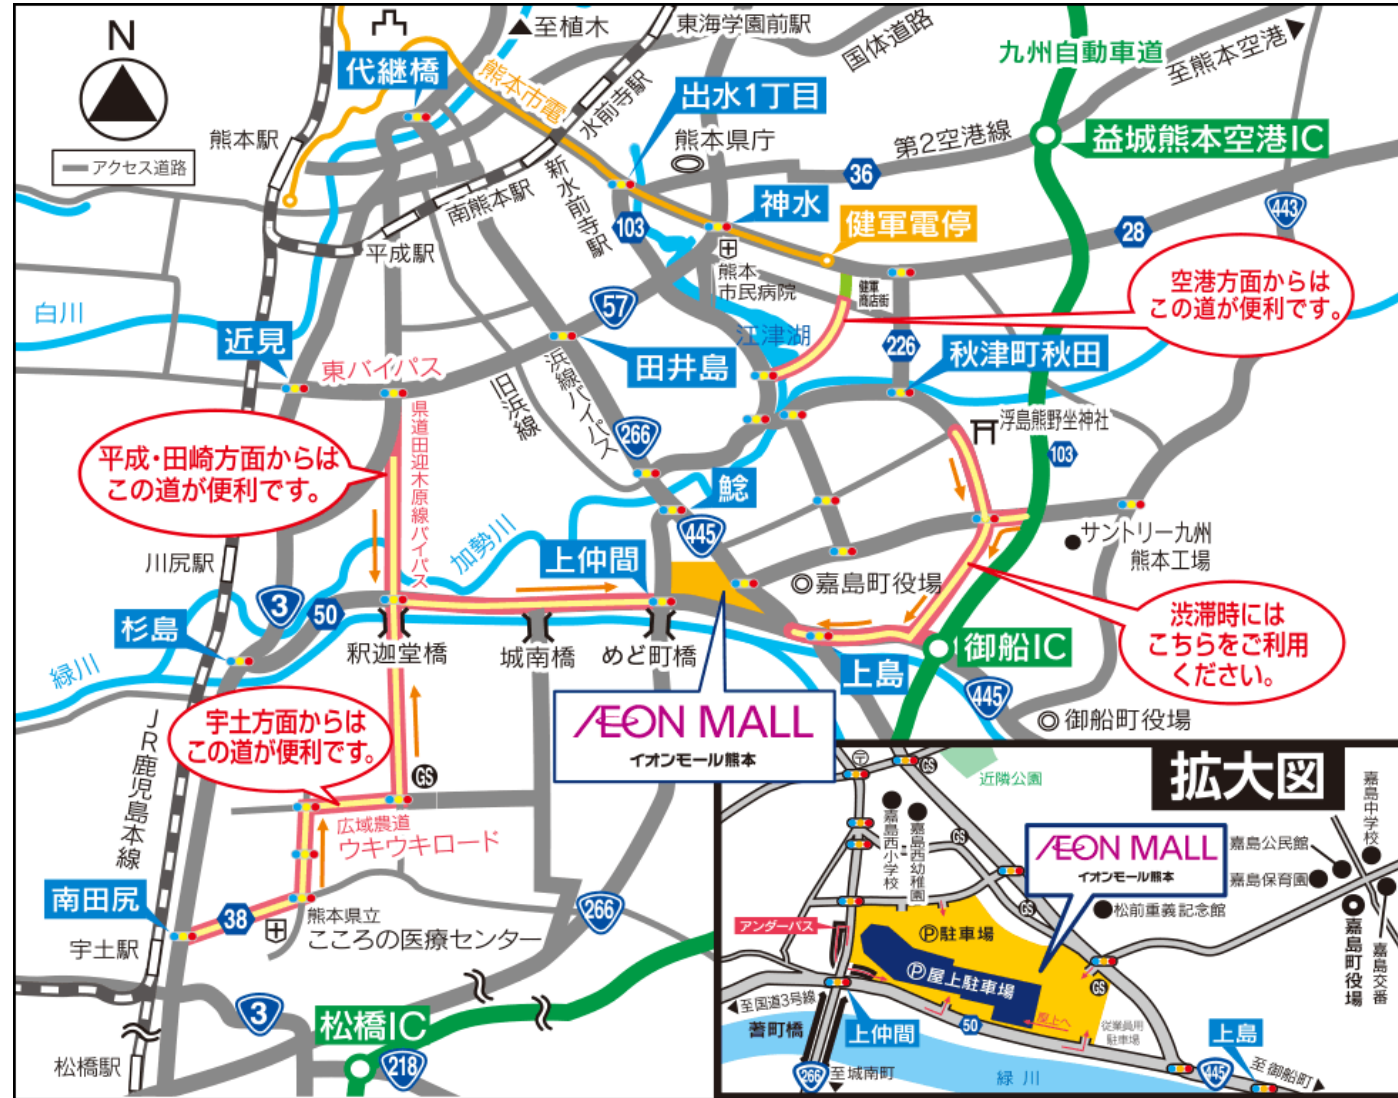 N
アクセス道路
▲至植木
東海学園前駅
国体道路
九州自動車道
至熊本空港▶
代継橋
熊本市電
水前寺駅
出水1丁目
熊本県庁
第2空港線
益城熊本空港IC
熊本駅
36
443
南熊本駅
新水前寺駅
103
神水
健軍電停
28
平成駅
熊本
市民病院
健軍
商店街
空港方面からは
この道が便利です。
白川
近見
57
江津湖
226
秋津町秋田
東バイパス
田井島
旧浜線
浜線バイパス
266
県道田迎木原線バイパス
浮島熊野坐神社
103
平成・田崎方面からは
この道が便利です。
鯰
445
サントリー九州
熊本工場
加勢川
川尻駅
上仲間
嘉島町役場
3
50
杉島
釈迦堂橋
城南橋
めど町橋
渋滞時には
こちらをご利用
ください。
御船IC
上島
445
御船町役場
緑川
宇土方面からは
この道が便利です。
AEON MALL
イオンモール熊本
JR鹿児島本線
GS
広域農道
ウキウキロード
南田尻
38
熊本県立
こころの医療センター
266
宇土駅
3
松橋IC
218
松橋駅
拡大図
近隣公園
GS
嘉島西小学校
嘉島西幼稚園
GS
AEON MALL
イオンモール熊本
嘉島中学校
嘉島公民館
嘉島保育園
GS
松前重義記念館
嘉島町役場
嘉島交番
アンダーパス
P駐車場
P屋上駐車場
GS
屋上へ
従業員用
駐車場
◀至国道3号線
上仲間
50
上島
266
至城南町
緑川
445
至御船町▶